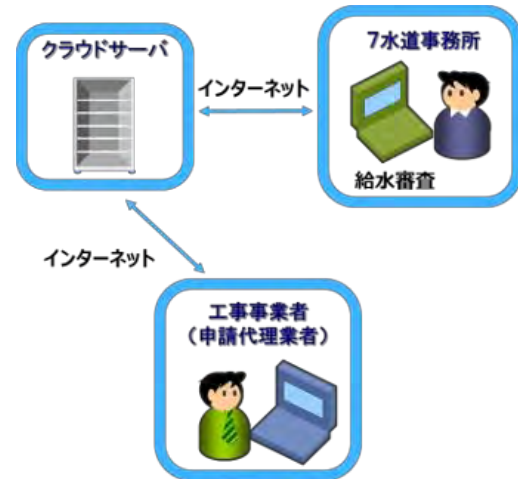 クラウドサーバ
インターネット
7水道事務所
給水審査
インターネット
工事事業者
（申請代理業者）